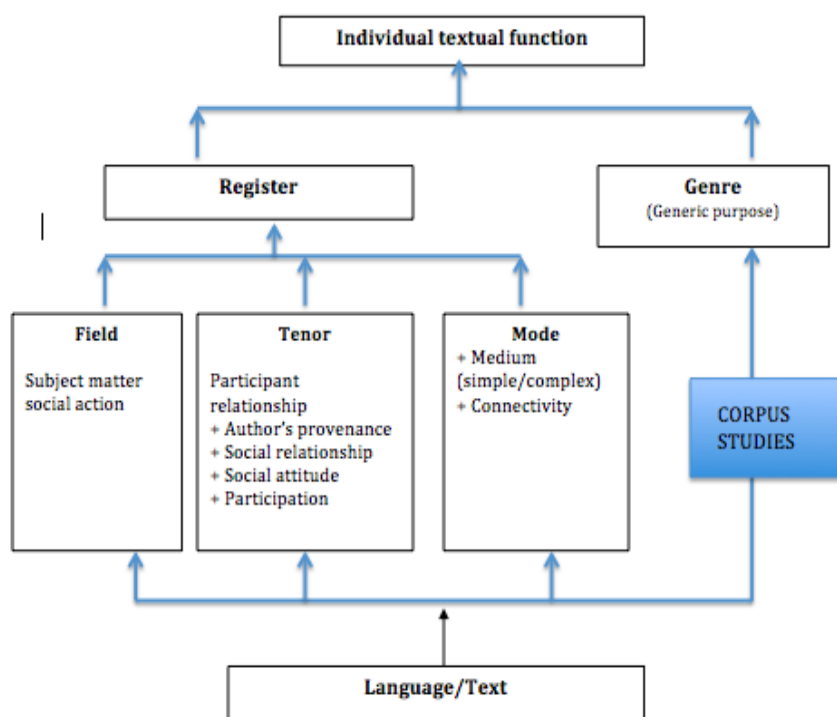 Individual textual function
Register
Genre
(Generic purpose)
Field
Subject matter
social action
Tenor
Participant
relationship
+ Author's provenance
+ Social relationship
+ Social attitude
+ Participation
Mode
+ Medium
(simple/complex)
+ Connectivity
CORPUS
STUDIES
Language/Text